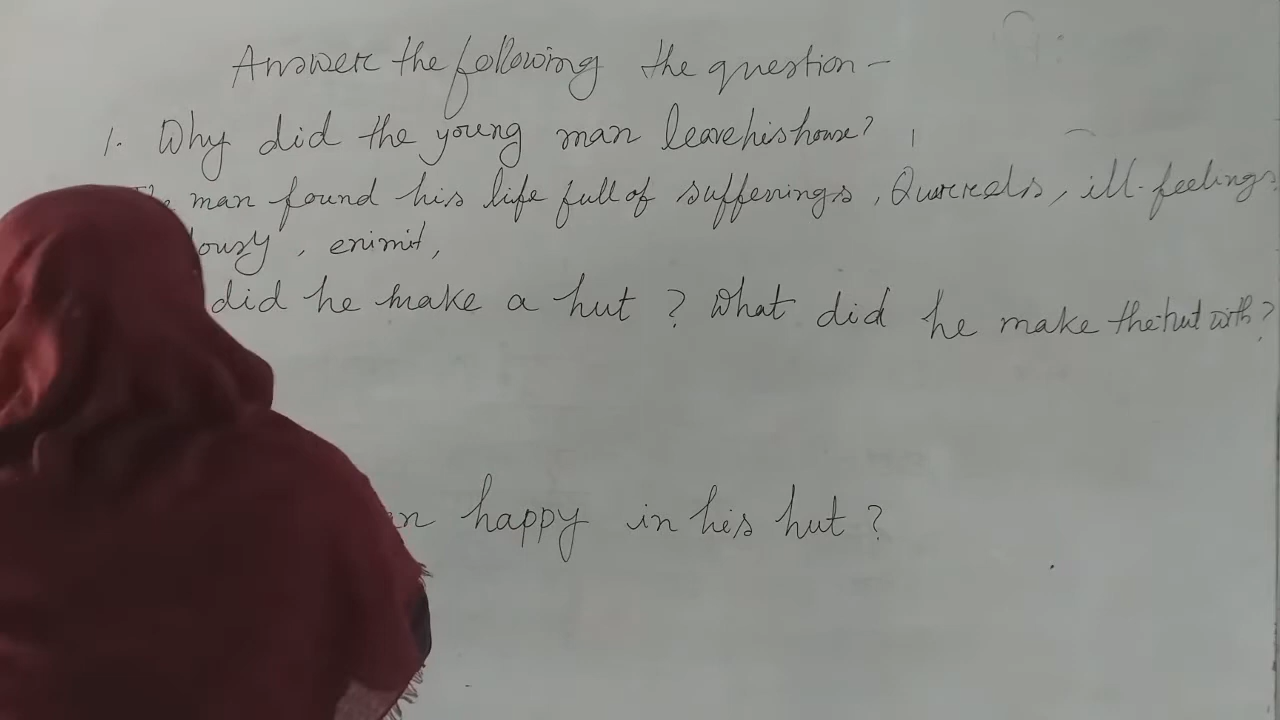 Answer the following the question -
1. Why did the young man leave his house?
man found his life full of sufferings, Quarrels, ill-feelings
, enimit,
did he make a hut? What did he make the hut with?
happy in his hut?